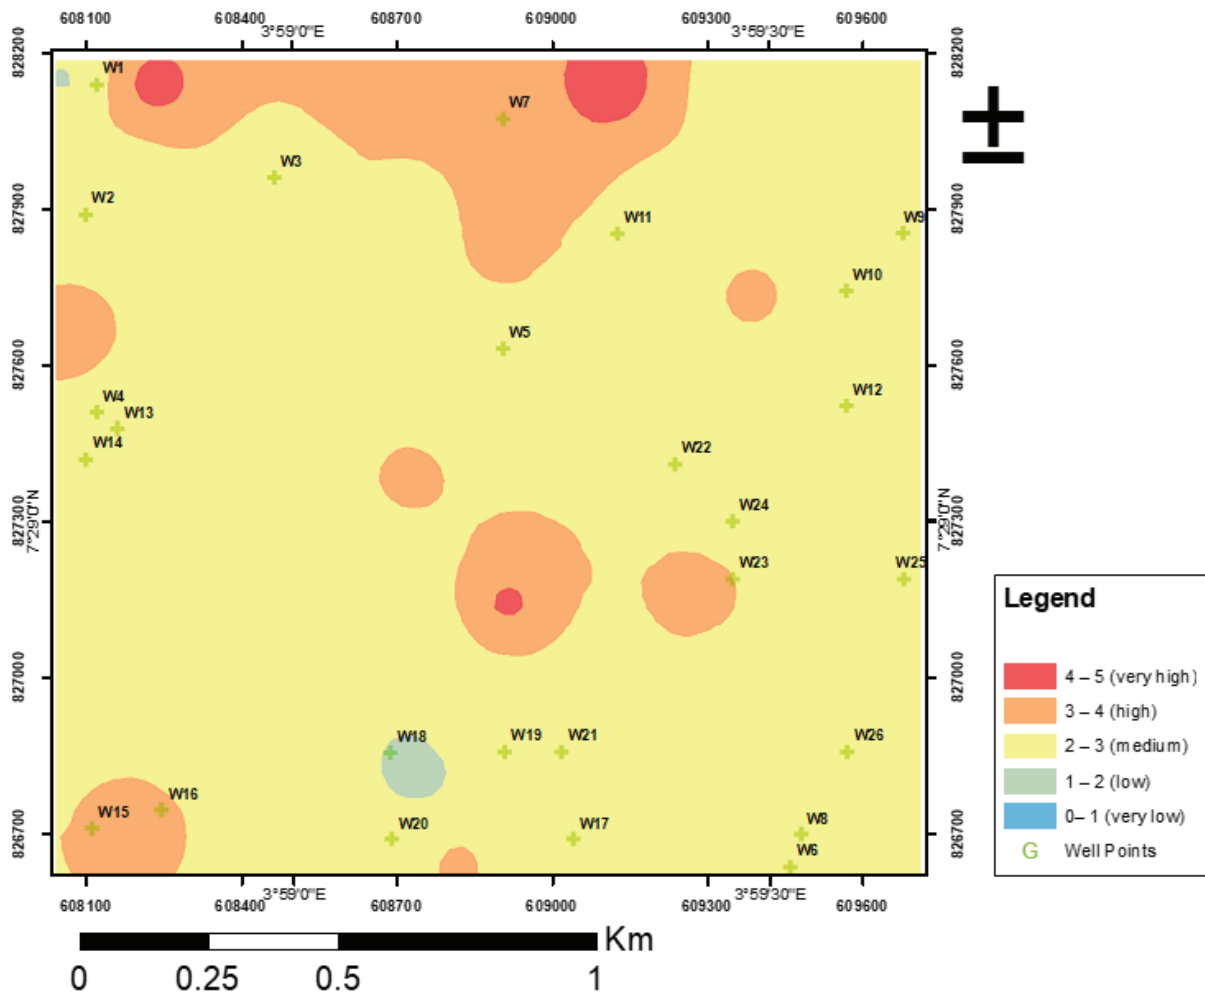 608100 608400 608700 609000 609300 609600
3°59'0"E 3°59'30"E
828200 828200
W1
W7
W3
W2
827900 827900
W11
W9
W10
W5
827600 827600
W4
W12
W13
W14
W22
W24
827300 827300
7°29'0"N 7°29'0"N
W23
W25
827000 827000
W18
W19
W21
W26
W16
W15
826700 826700
W20
W17
W8
W6
3°59'0"E 3°59'30"E
608100 608400 608700 609000 609300 609600
Km
0 0.25 0.5 1
Legend
4 – 5 (very high)
3 – 4 (high)
2 – 3 (medium)
1 – 2 (low)
0– 1 (very low)
G Well Points